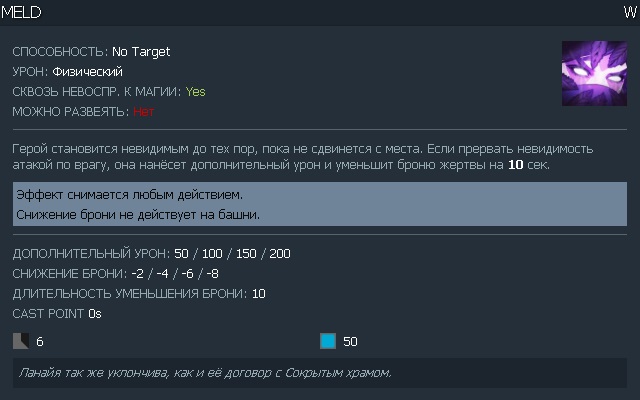 MELD W
СПОСОБНОСТЬ: No Target
УРОН: Физический
СКВОЗЬ НЕВОСПР. К МАГИИ: Yes
МОЖНО РАЗВЕЯТЬ: Нет
Герой становится невидимым до тех пор, пока не сдвинется с места. Если прервать невидимость
атакой по врагу, она нанёсет дополнительный урон и уменьшит броню жертвы на 10 сек.
Эффект снимается любым действием.
Снижение брони не действует на башни.
ДОПОЛНИТЕЛЬНЫЙ УРОН: 50 / 100 / 150 / 200
СНИЖЕНИЕ БРОНИ: -2 / -4 / -6 / -8
ДЛИТЕЛЬНОСТЬ УМЕНЬШЕНИЯ БРОНИ: 10
CAST POINT 0s
6 50
Ланайя так же уклончива, как и её договор с Сокрытым храмом.